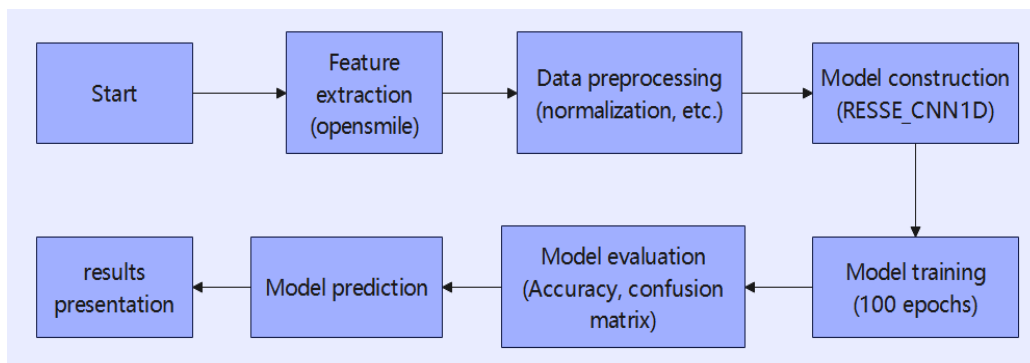 Start
Feature
extraction
(opensmile)
Data preprocessing
(normalization, etc.)
Model construction
(RESSE_CNN1D)
Model training
(100 epochs)
Model evaluation
(Accuracy, confusion
matrix)
Model prediction
results
presentation